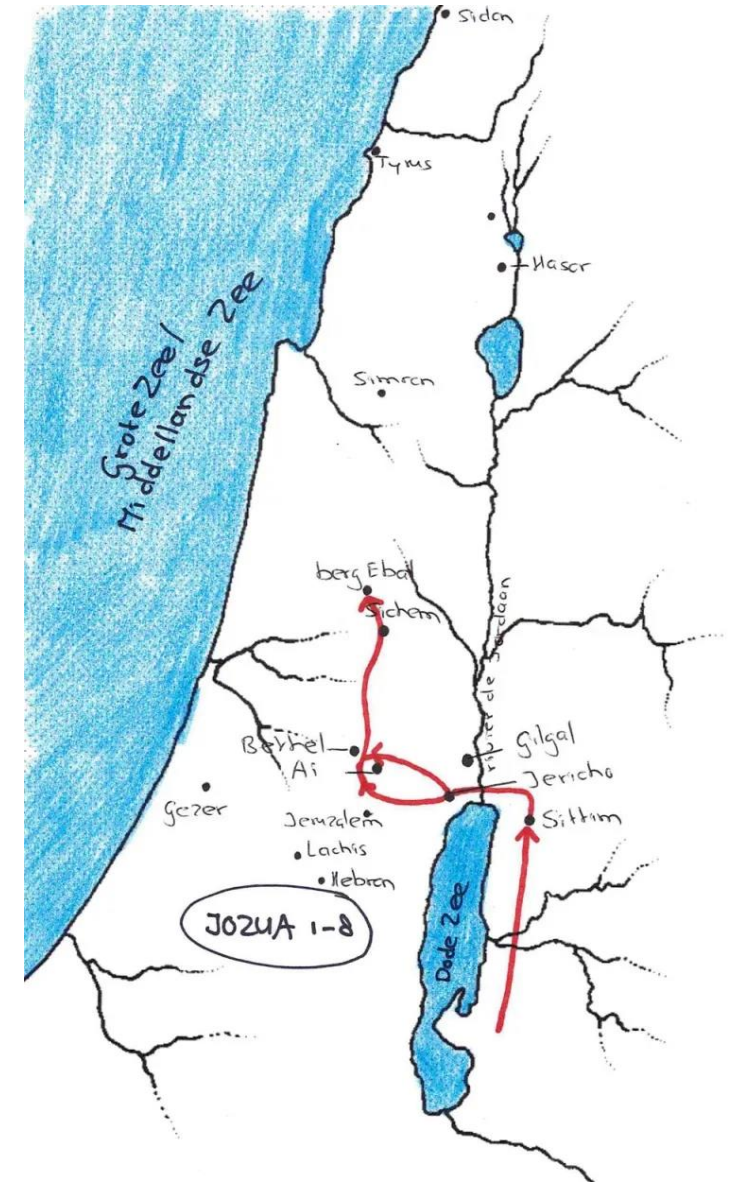 Sidon
Tyrus
Hasor
Grote Zee/
Middellandse Zee
Simron
berg Ebal
Sichem
rivier de Jordaan
Bethel
Ai
Gilgal
Jericho
Gezer
Jeruzalem
Sittim
Lachis
Hebron
JOZUA 1-8
Dode Zee